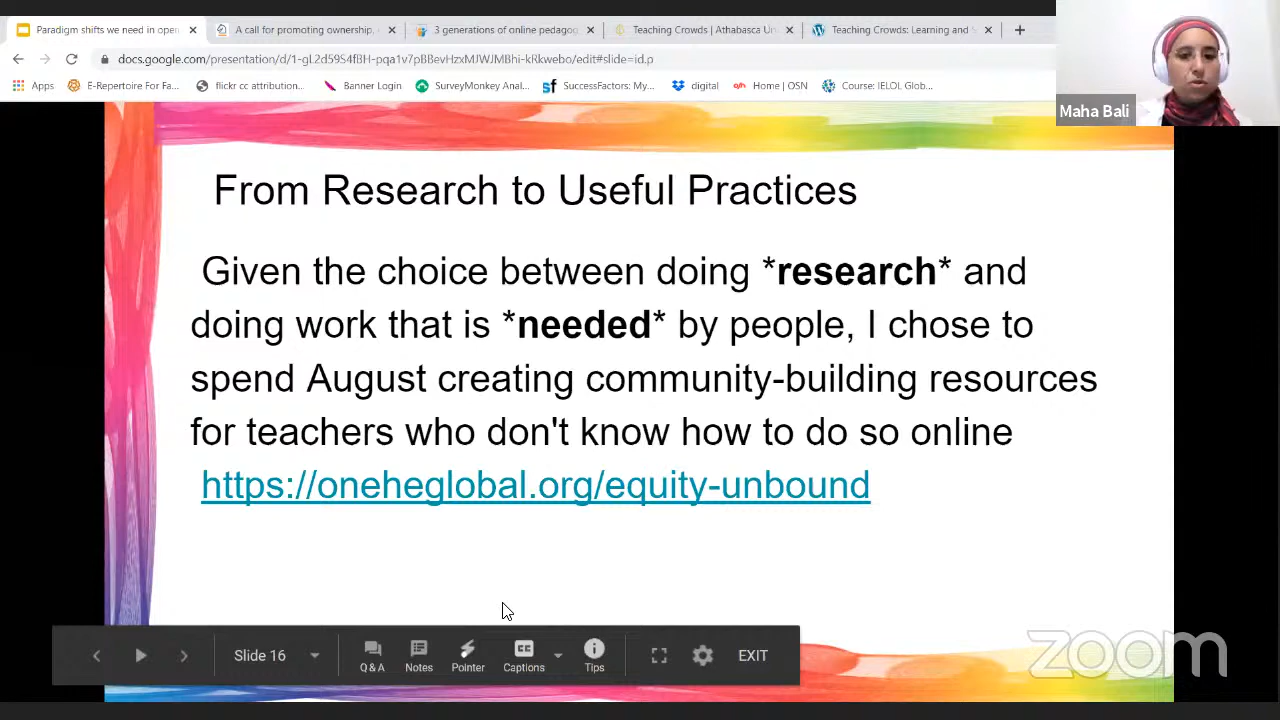 Paradigm shifts we need in open
A call for promoting ownership,
3 generations of online pedagog
Teaching Crowds | Athabasca Un
Teaching Crowds: Learning and S
docs.google.com/presentation/d/
edit#slide=id.p
Apps
E-Repertoire For Fa...
flickr cc attribution...
Banner Login
SurveyMonkey Anal...
SuccessFactors: My...
digital
Home | OSN
Course: IELOL Glob...
Maha Bali
From Research to Useful Practices
Given the choice between doing *research* and
doing work that is *needed* by people, I chose to
spend August creating community-building resources
for teachers who don't know how to do so online
https://oneheglobal.org/equity-unbound
Slide 16
Q & A
Notes
Pointer
CC
Captions
Tips
EXIT
zoom